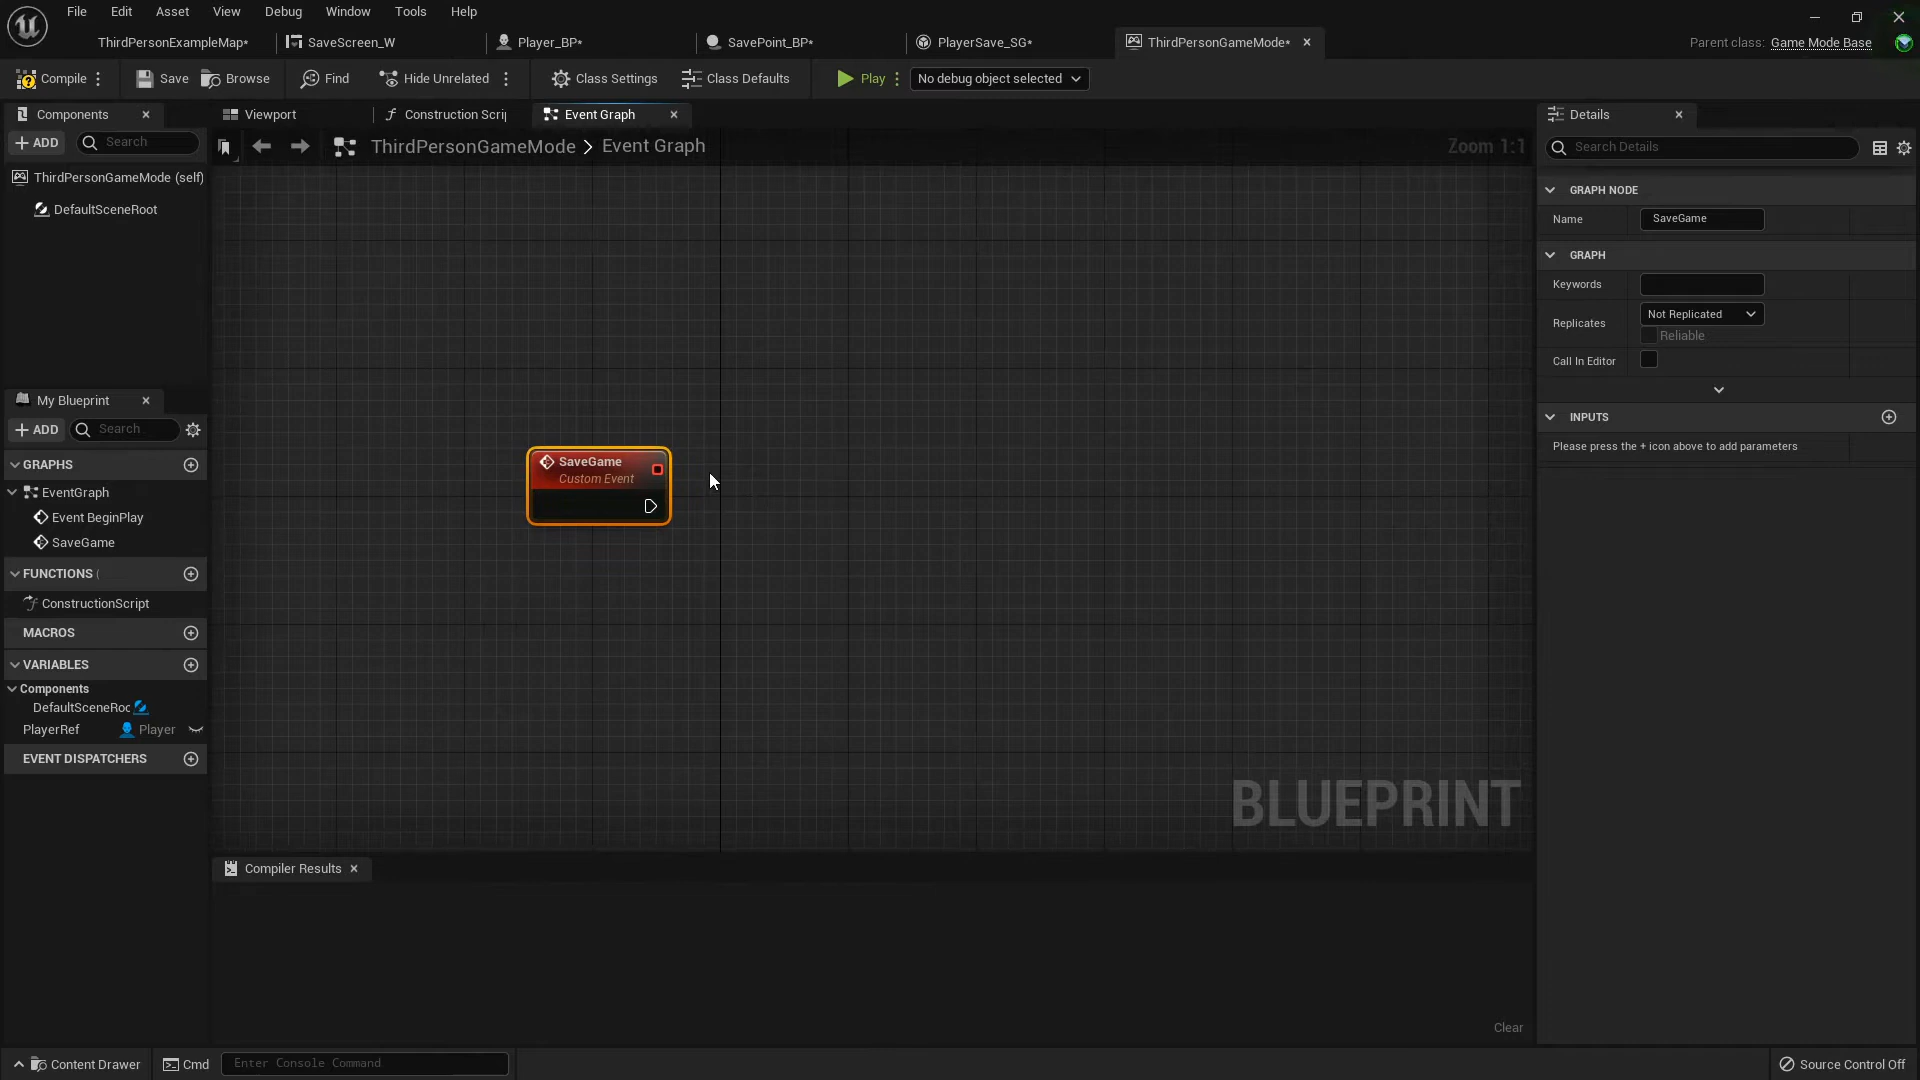 File Edit Asset View Debug Window Tools Help
ThirdPersonExampleMap* SaveScreen_W Player_BP* SavePoint_BP* PlayerSave_SG* ThirdPersonGameMode* Parent class: Game Mode Base
Compile Save Browse Find Hide Unrelated Class Settings Class Defaults Play No debug object selected
Components Viewport Construction Scri Event Graph Details
ADD Search ThirdPersonGameMode > Event Graph Zoom 1:1 Search Details
ThirdPersonGameMode (self)
DefaultSceneRoot
GRAPH NODE
Name SaveGame
GRAPH
Keywords
Replicates Not Replicated
Reliable
Call In Editor
INPUTS
Please press the + icon above to add parameters
SaveGame
Custom Event
My Blueprint
ADD Search
GRAPHS
EventGraph
Event BeginPlay
SaveGame
FUNCTIONS (
ConstructionScript
MACROS
VARIABLES
Components
DefaultSceneRoo
PlayerRef Player
EVENT DISPATCHERS
BLUEPRINT
Compiler Results
Clear
Content Drawer Cmd Enter Console Command Source Control Off